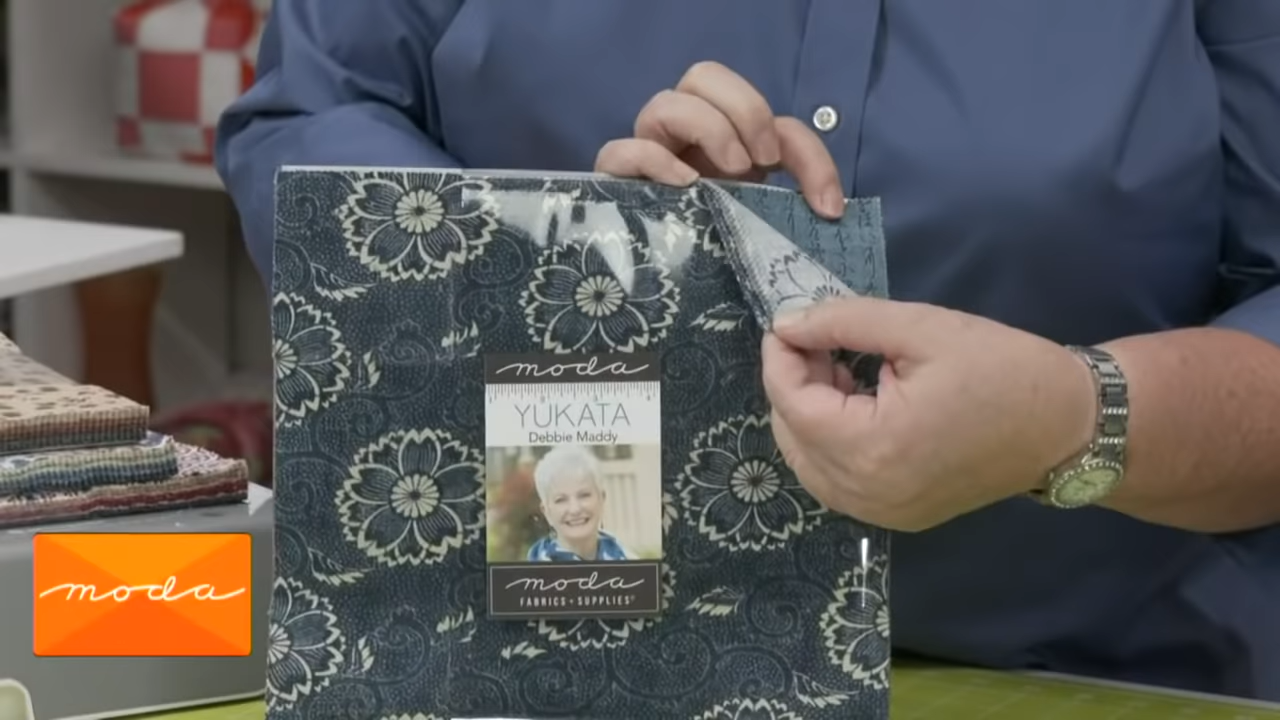 moda
YUKATA
Debbie Maddy
moda
FABRICS + SUPPLIES®
moda